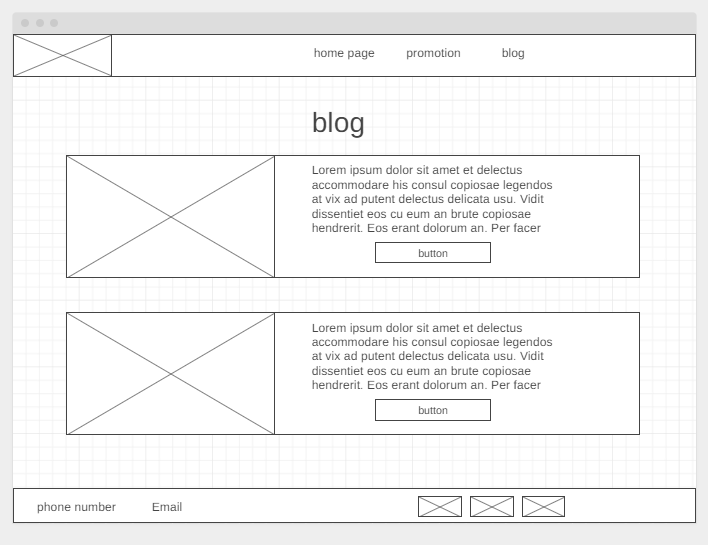 home page promotion blog
blog
Lorem ipsum dolor sit amet et delectus
accommodare his consul copiosae legendos
at vix ad putent delectus delicata usu. Vidit
dissentiet eos cu eum an brute copiosae
hendrerit. Eos erant dolorum an. Per facer
button
Lorem ipsum dolor sit amet et delectus
accommodare his consul copiosae legendos
at vix ad putent delectus delicata usu. Vidit
dissentiet eos cu eum an brute copiosae
hendrerit. Eos erant dolorum an. Per facer
button
phone number Email